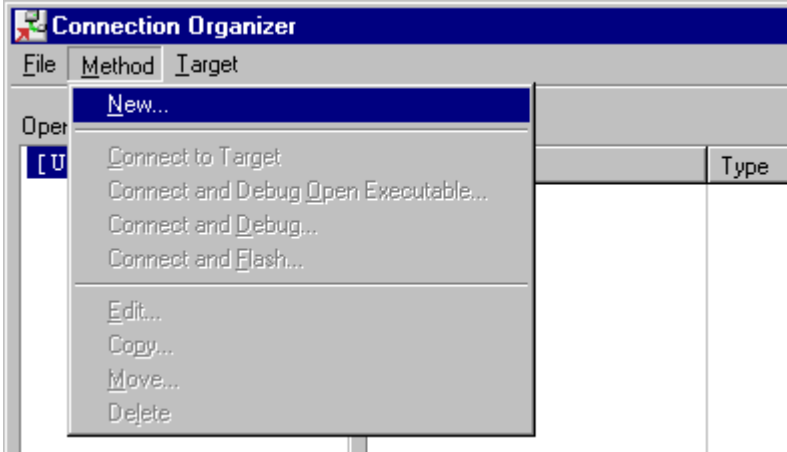 Connection Organizer
File Method Target
New...
Connect to Target
Type
Connect and Debug Open Executable...
Connect and Debug...
Connect and Flash...
Edit...
Copy...
Move...
Delete